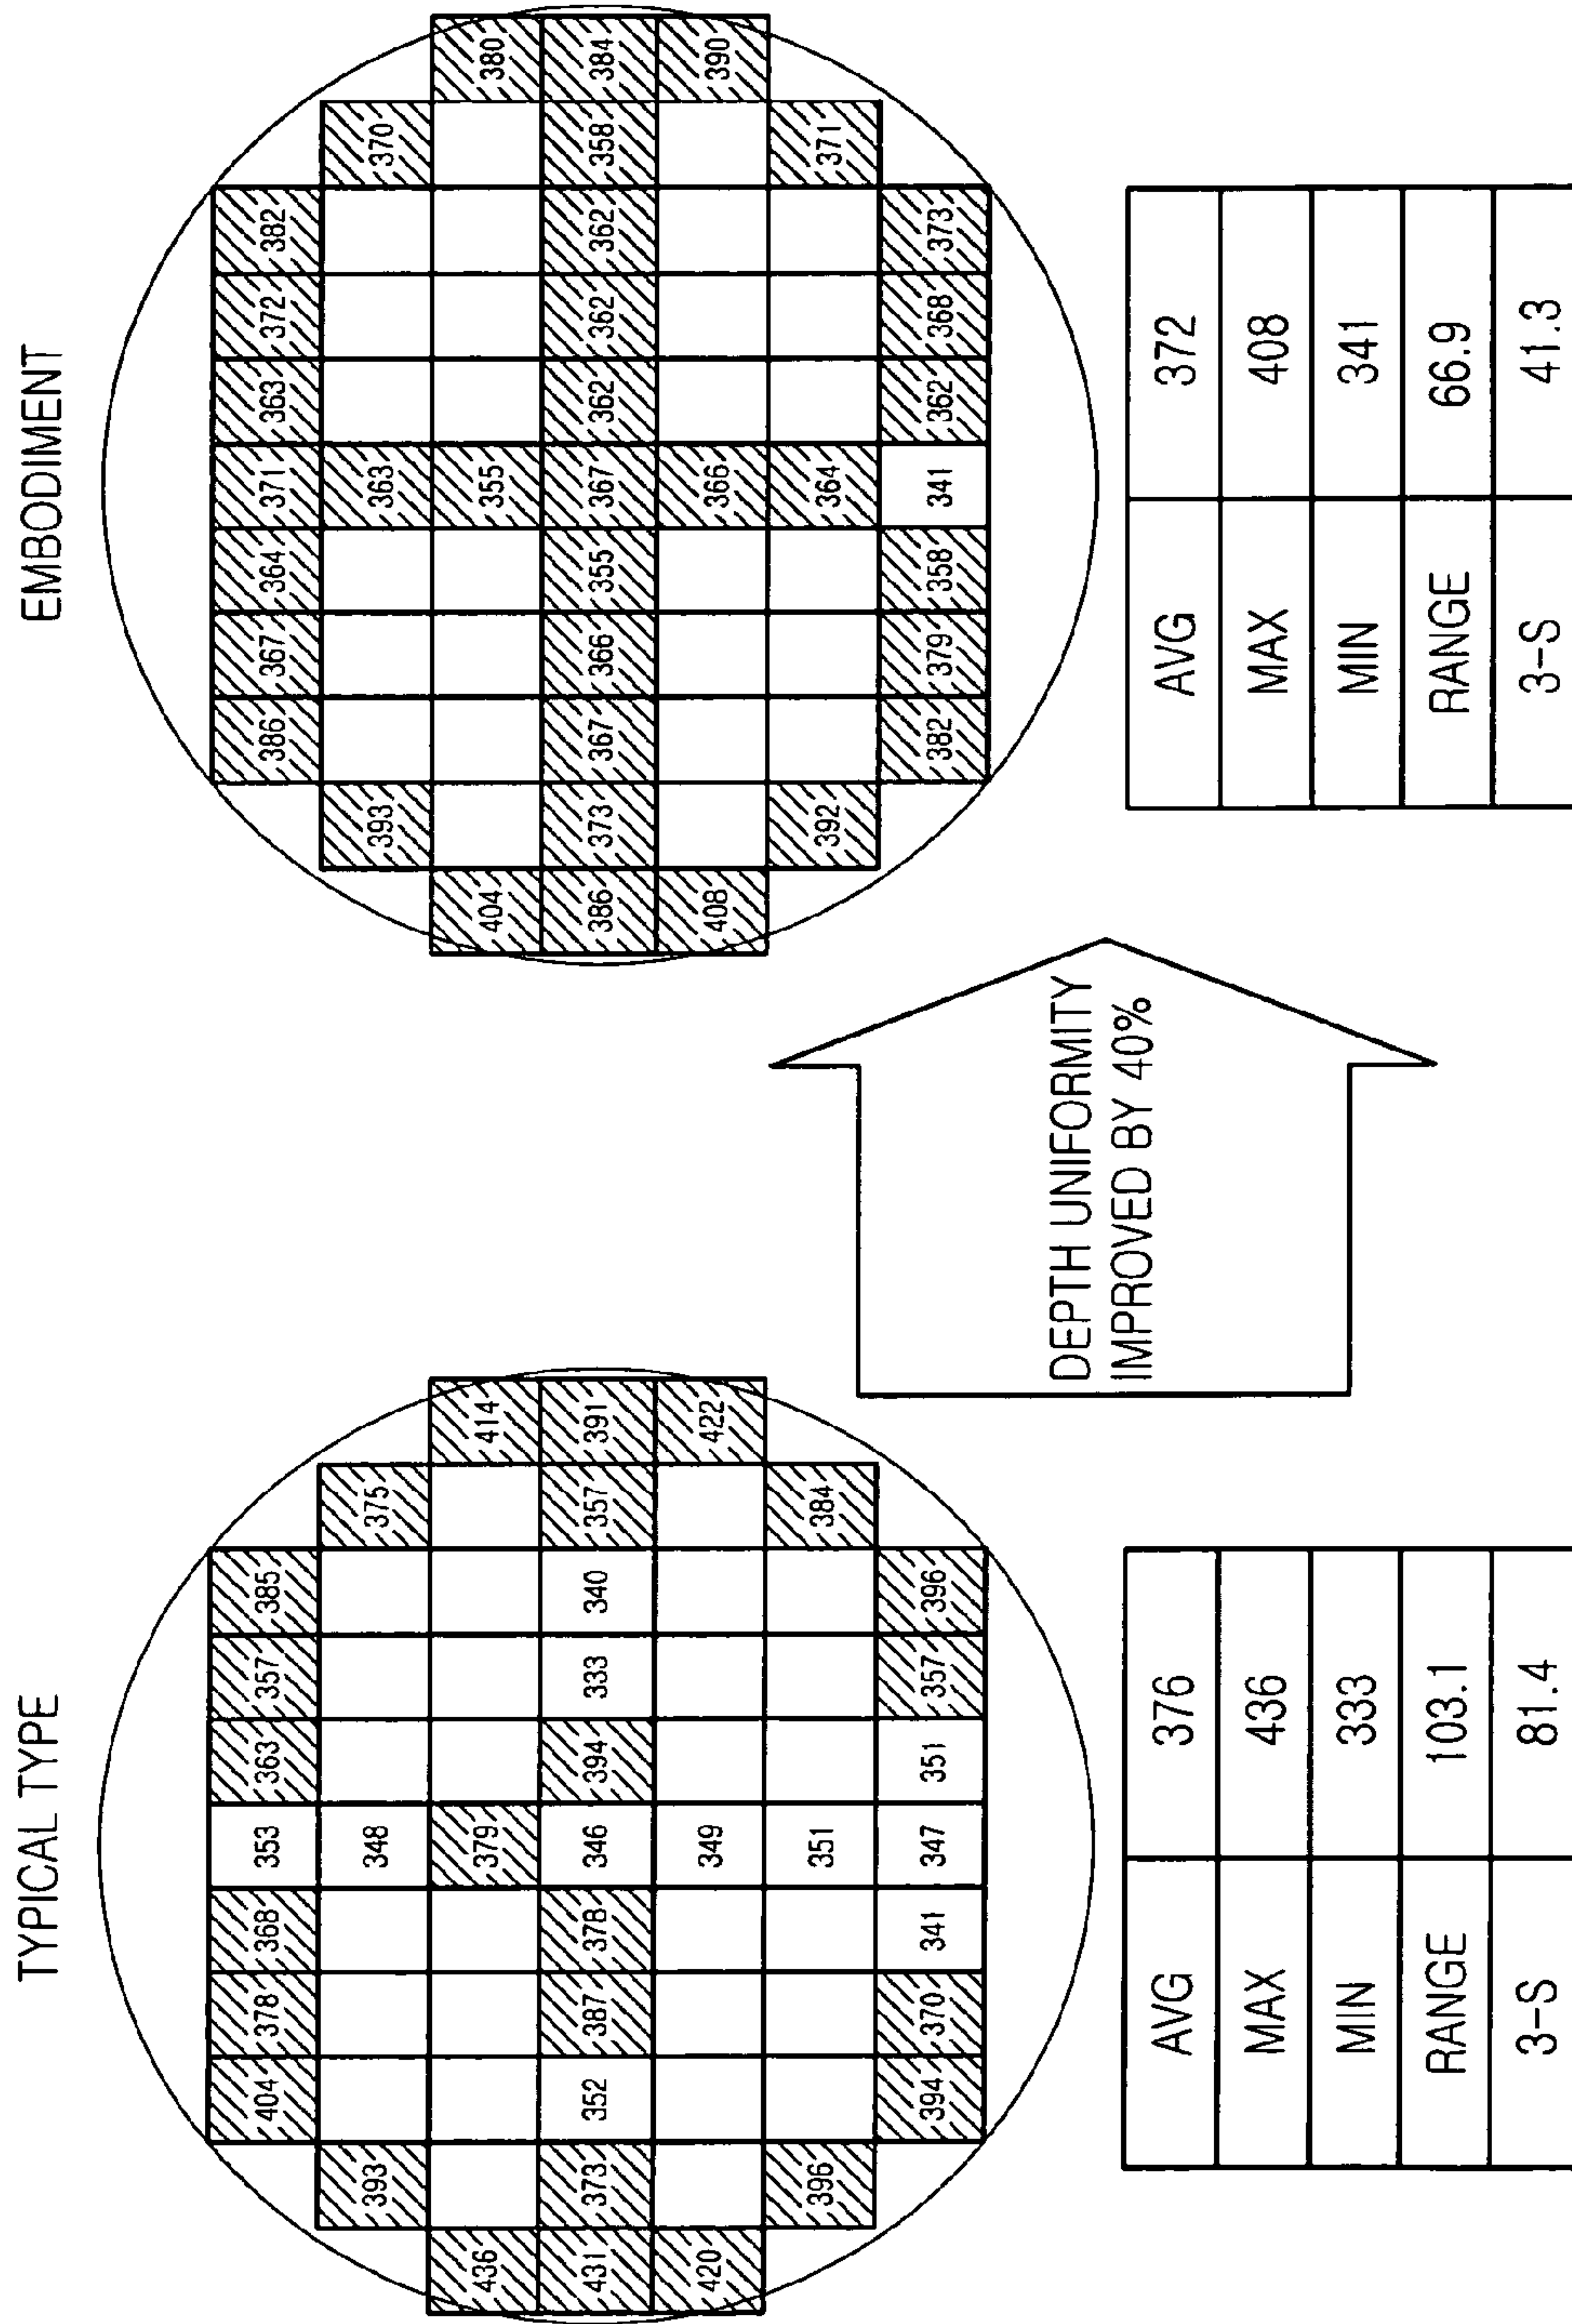 TYPICAL TYPE
404 378 368 353 363 357 385
393 348 375
436 379 414
431 373 352 387 378 346 394 333 340 357 391
420 349 422
396 351 384
394 370 341 347 351 357 396
AVG 376
MAX 436
MIN 333
RANGE 103.1
3-S 81.4
DEPTH UNIFORMITY
IMPROVED BY 40%
EMBODIMENT
386 367 364 371 363 372 382
393 363 370
404 355 380
386 373 367 366 355 367 362 362 362 358 384
408 366 390
392 364 371
382 379 358 341 362 368 373
AVG 372
MAX 408
MIN 341
RANGE 66.9
3-S 41.3